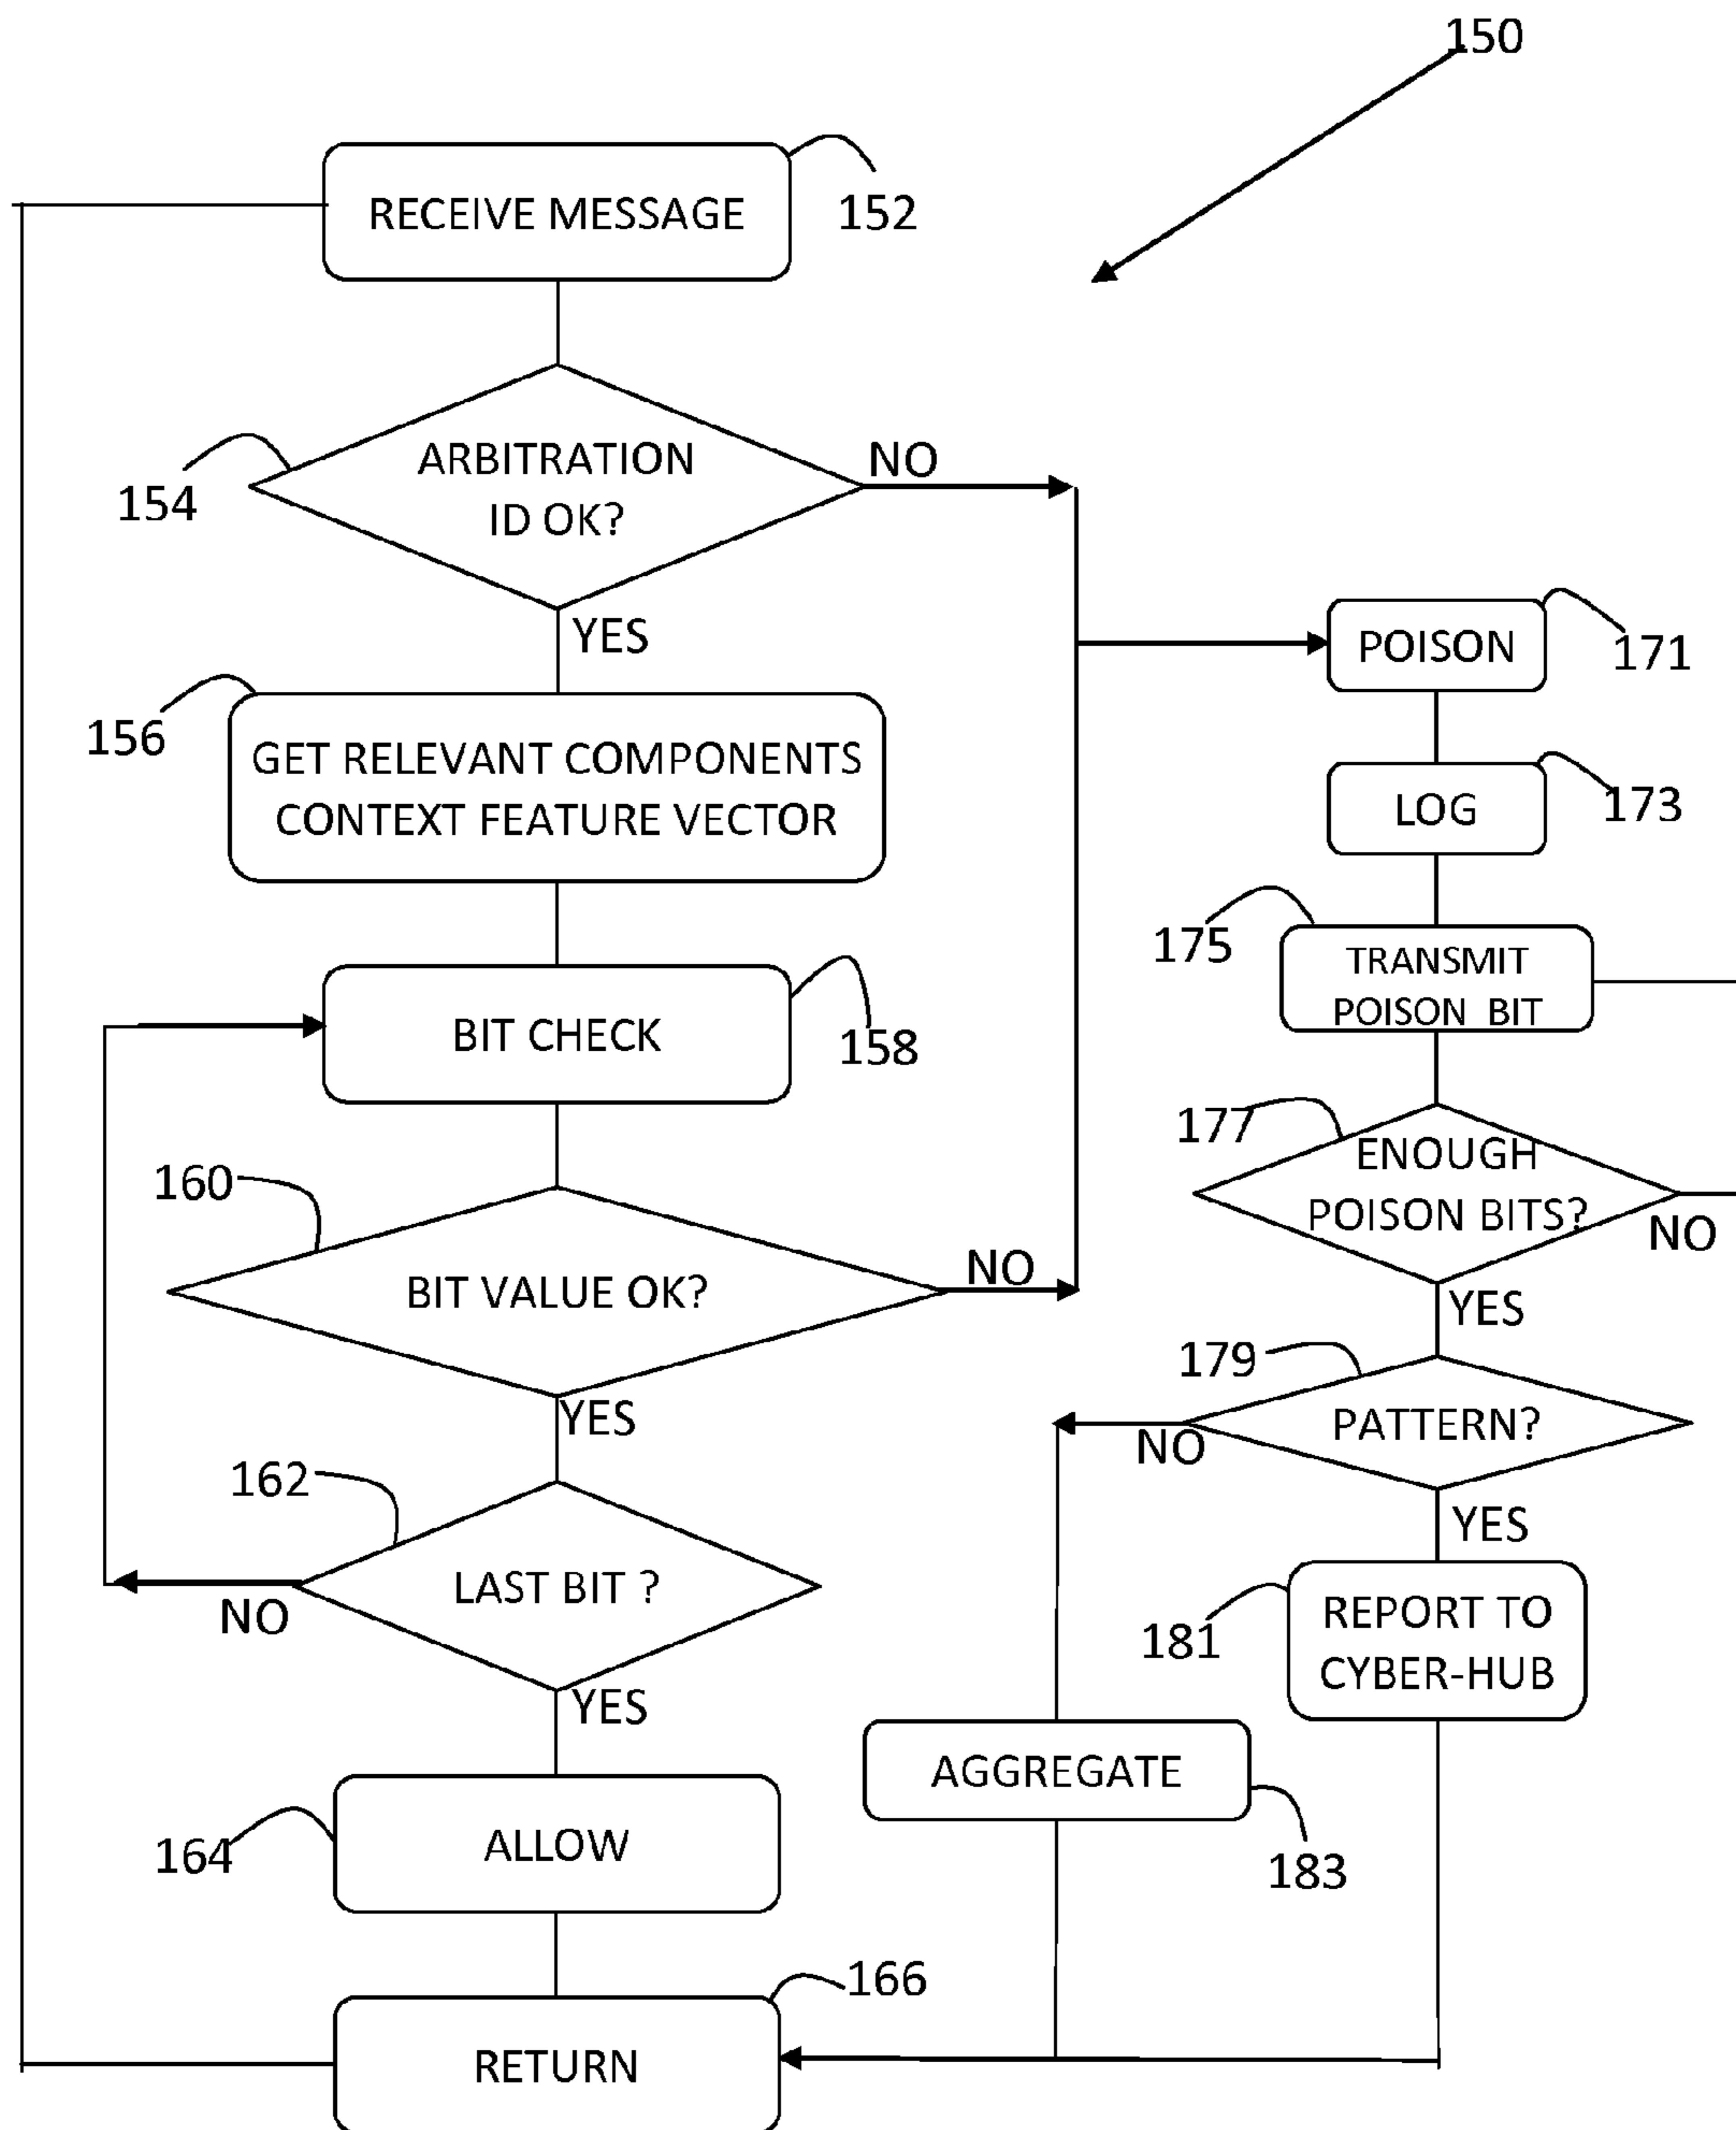 150
RECEIVE MESSAGE
152
ARBITRATION
ID OK?
NO
154
YES
156
GET RELEVANT COMPONENTS
CONTEXT FEATURE VECTOR
BIT CHECK
158
160
BIT VALUE OK?
NO
YES
162
LAST BIT ?
NO
YES
ALLOW
164
166
RETURN
POISON
171
LOG
173
175
TRANSMIT
POISON BIT
177
ENOUGH
POISON BITS?
NO
YES
179
PATTERN?
NO
YES
REPORT TO
CYBER-HUB
181
AGGREGATE
183